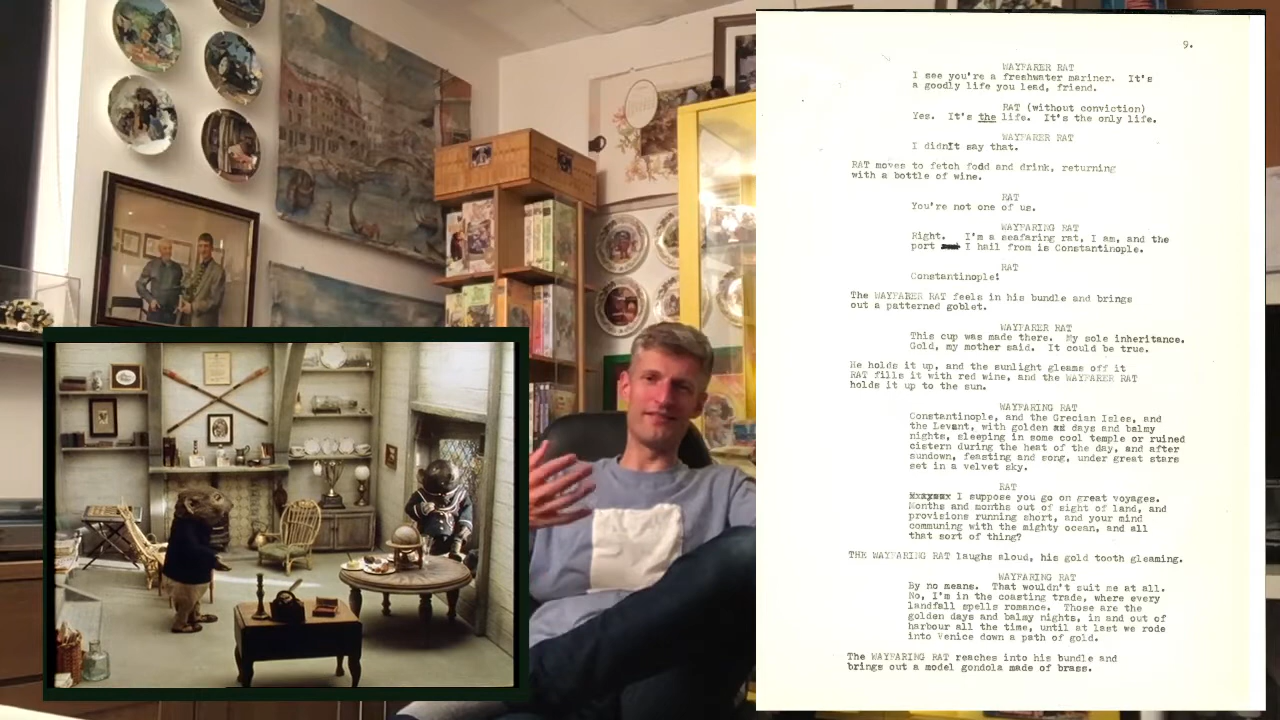 9.
WAYFARER RAT
I see you're a freshwater mariner. It's
a goodly life you lead, friend.
RAT (without conviction)
Yes. It's the life. It's the only life.
WAYFARER RAT
I didnIt say that.
RAT moves to fetch fodd and drink, returning
with a bottle of wine.
RAT
You're not one of us.
WAYFARING RAT
Right. I'm a seafaring rat, I am, and the
port I hail from is Constantinople.
RAT
Constantinople!
The WAYFARER RAT feels in his bundle and brings
out a patterned goblet.
WAYFARER RAT
This cup was made there. My sole inheritance.
Gold, my mother said. It could be true.
He holds it up, and the sunlight gleams off it
RAT fills it with red wine, and the WAYFARER RAT
holds it up to the sun.
WAYFARING RAT
Constantinople, and the Grecian Isles, and
the Levant, with golden days and balmy
nights, sleeping in some cool temple or ruined
cistern during the heat of the day, and after
sundown, feasting and song, under great stars
set in a velvet sky.
RAT
I suppose you go on great voyages.
Months and months out of sight of land, and
provisions running short, and your mind
communing with the mighty ocean, and all
that sort of thing?
THE WAYFARING RAT laughs aloud, his gold tooth gleaming.
WAYFARING RAT
By no means. That wouldn't suit me at all.
No, I'm in the coasting trade, where every
landfall spells romance. Those are the
golden days and balmy nights, in and out of
harbour all the time, until at last we rode
into Venice down a path of gold.
The WAYFARING RAT reaches into his bundle and
brings out a model gondola made of brass.